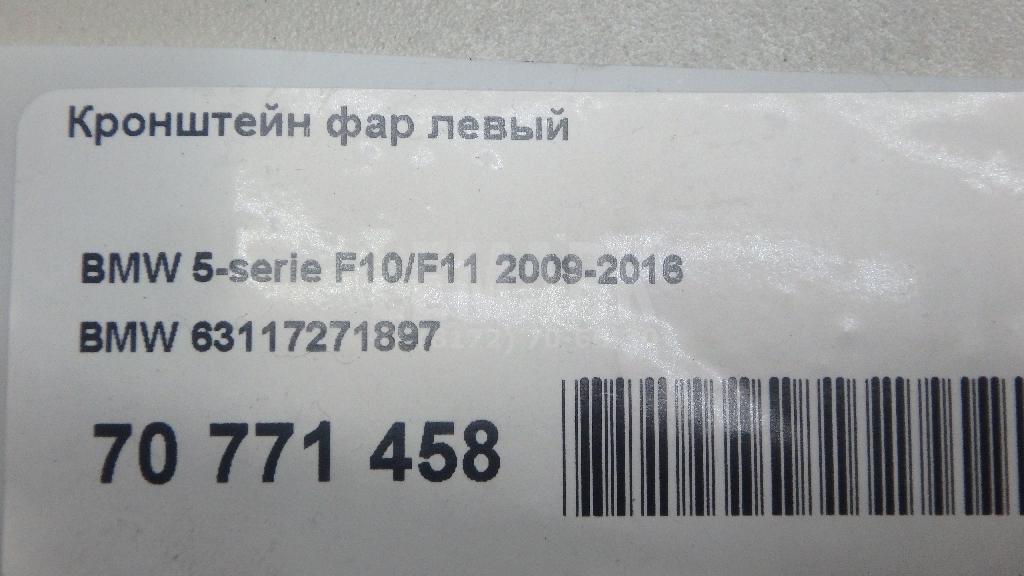 Кронштейн фар левый
BMW 5-serie F10/F11 2009-2016
BMW 63117271897
70 771 458